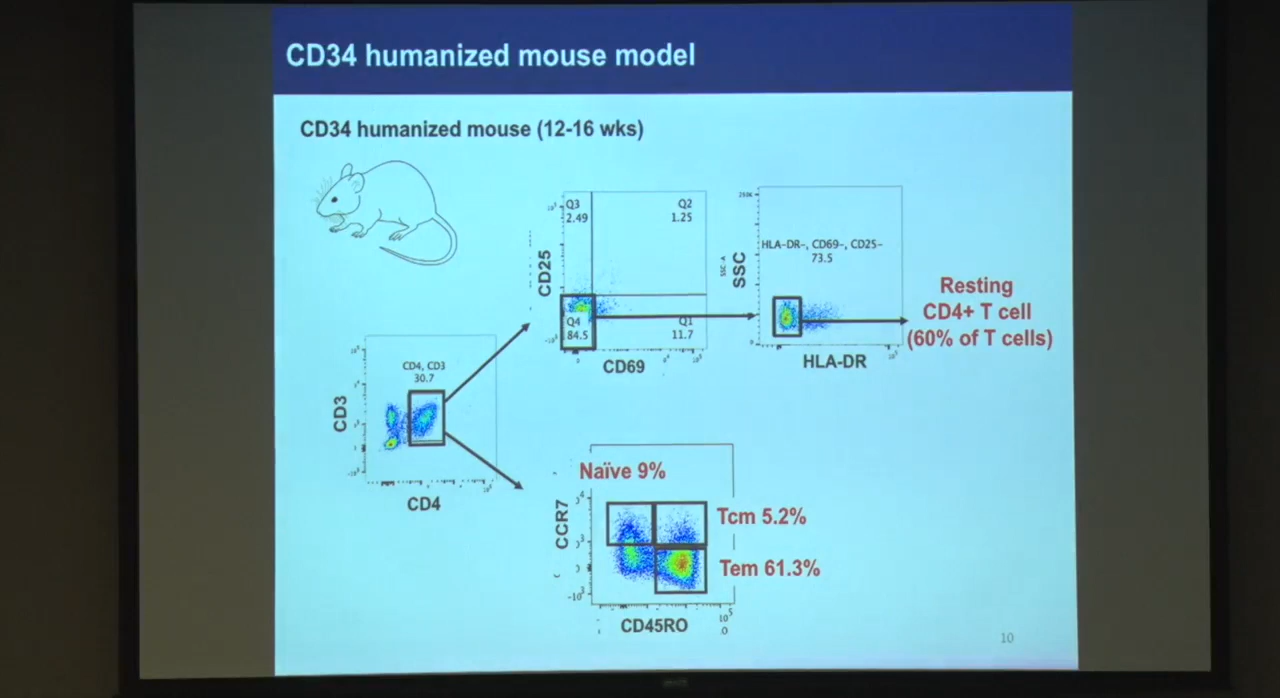 CD34 humanized mouse model
CD34 humanized mouse (12-16 wks)
CD4, CD3
30.7
CD3
CD4
Q3
2.49
Q2
1.25
Q4
84.5
Q1
11.7
CD25
CD69
250K
HLA-DR-, CD69-, CD25-
73.5
SSC-A
SSC
HLA-DR
Resting
CD4+ T cell
(60% of T cells)
Naïve 9%
Tcm 5.2%
Tem 61.3%
CCR7
CD45RO
10